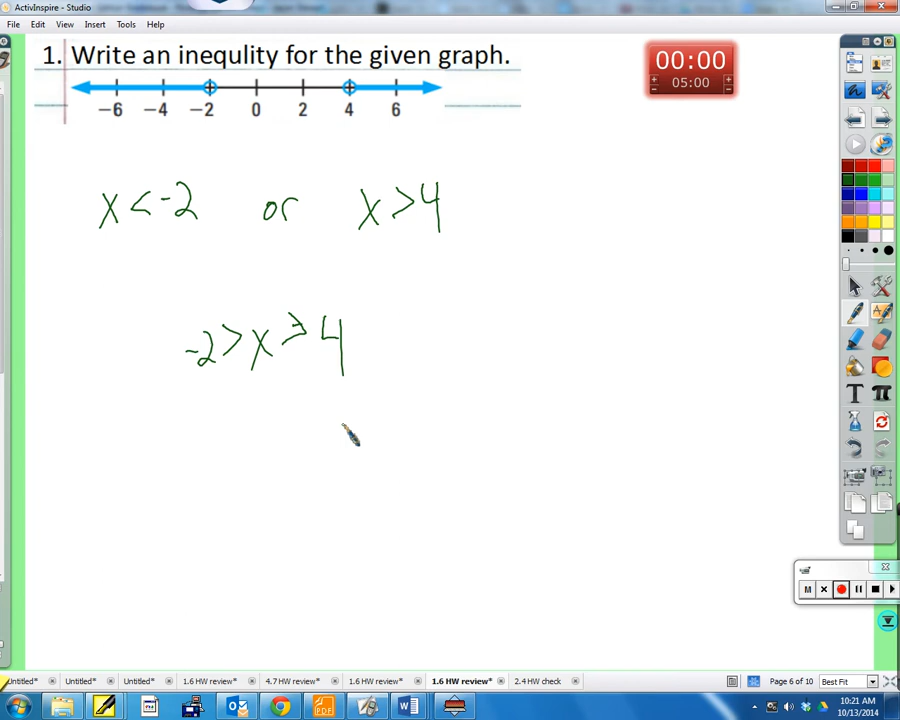 ActivInspire - Studio
File Edit View Insert Tools Help
1. Write an inequlity for the given graph.
−6 −4 −2 0 2 4 6
00:00
05:00
x < -2 or x > 4
-2 > x > 4
T π
M
Untitled* Untitled* Untitled* 1.6 HW review* 4.7 HW review* 1.6 HW review* 1.6 HW review* 2.4 HW check Page 6 of 10 Best Fit
10:21 AM
10/13/2014